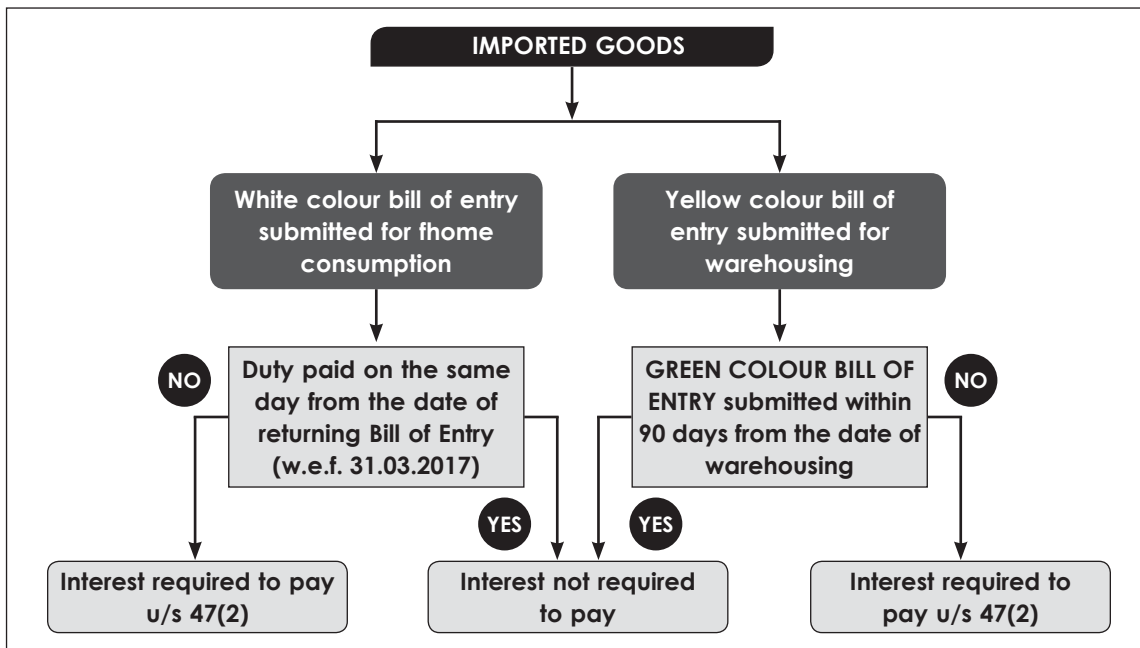 IMPORTED GOODS
White colour bill of entry
submitted for fhome
consumption
Yellow colour bill of
entry submitted for
warehousing
NO
Duty paid on the same
day from the date of
returning Bill of Entry
(w.e.f. 31.03.2017)
GREEN COLOUR BILL OF
ENTRY submitted within
90 days from the date of
warehousing
NO
YES
YES
Interest required to pay
u/s 47(2)
Interest not required
to pay
Interest required to
pay u/s 47(2)